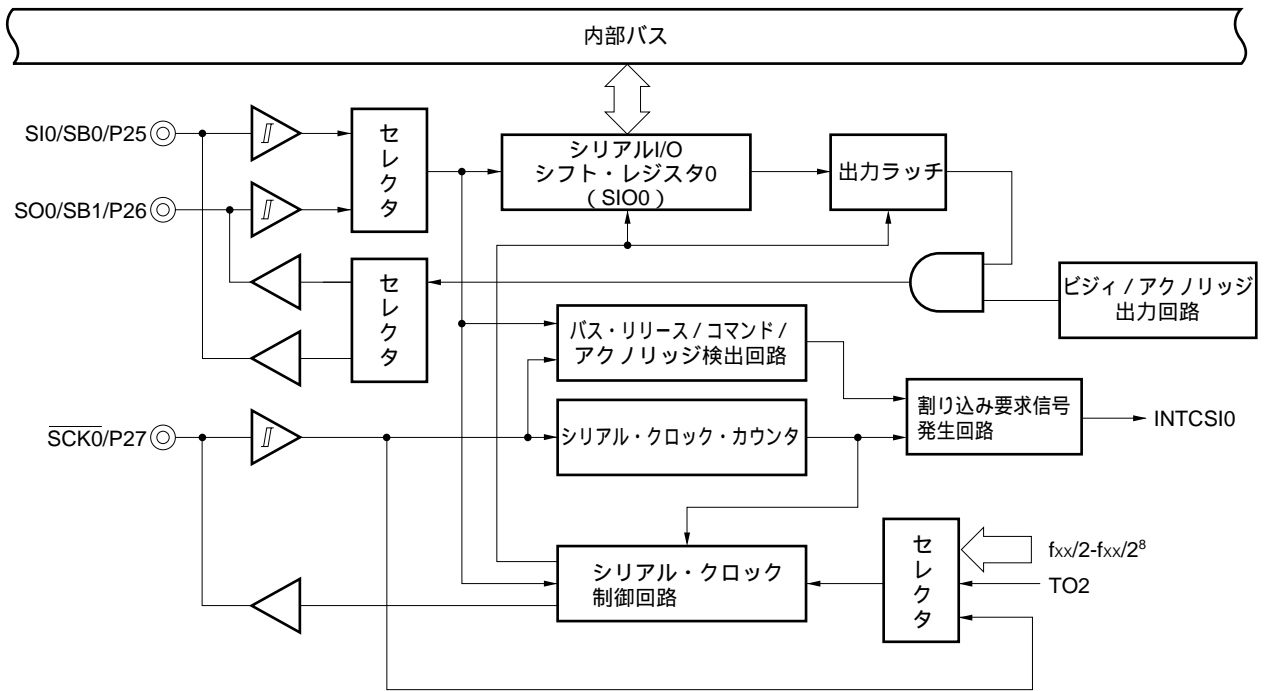 内部バス
SI0/SB0/P25
セレクタ
シリアルI/O
シフト・レジスタ0
（SIO0）
出力ラッチ
SO0/SB1/P26
セレクタ
ビジィ/アクノリッジ
出力回路
バス・リリース/コマンド/
アクノリッジ検出回路
割り込み要求信号
発生回路
INTCSI0
S̅C̅K̅0̅/P27
シリアル・クロック・カウンタ
シリアル・クロック
制御回路
セレクタ
fxx/2-fxx/2⁸
TO2